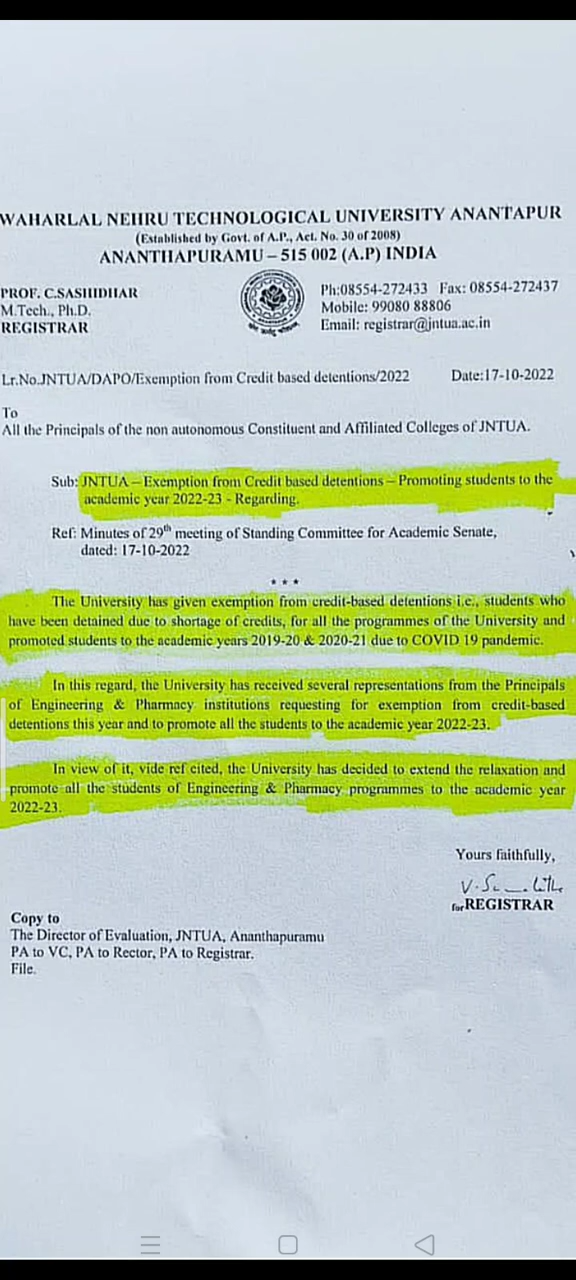 WAHARLAL NEHRU TECHNOLOGICAL UNIVERSITY ANANTAPUR
(Established by Govt. of A.P., Act. No. 30 of 2008)
ANANTHAPURAMU – 515 002 (A.P) INDIA
PROF. C.SASHIDHAR
M.Tech., Ph.D.
REGISTRAR
Ph:08554-272433 Fax: 08554-272437
Mobile: 99080 88806
Email: registrar@jntua.ac.in
Lr.No.JNTUA/DAPO/Exemption from Credit based detentions/2022 Date:17-10-2022
To
All the Principals of the non autonomous Constituent and Affiliated Colleges of JNTUA.
Sub: JNTUA – Exemption from Credit based detentions – Promoting students to the
academic year 2022-23 - Regarding.
Ref: Minutes of 29th meeting of Standing Committee for Academic Senate,
dated: 17-10-2022
* * *
The University has given exemption from credit-based detentions i.e., students who
have been detained due to shortage of credits, for all the programmes of the University and
promoted students to the academic years 2019-20 & 2020-21 due to COVID 19 pandemic.
In this regard, the University has received several representations from the Principals
of Engineering & Pharmacy institutions requesting for exemption from credit-based
detentions this year and to promote all the students to the academic year 2022-23.
In view of it, vide ref cited, the University has decided to extend the relaxation and
promote all the students of Engineering & Pharmacy programmes to the academic year
2022-23.
Yours faithfully,
for REGISTRAR
Copy to
The Director of Evaluation, JNTUA, Ananthapuramu
PA to VC, PA to Rector, PA to Registrar.
File.